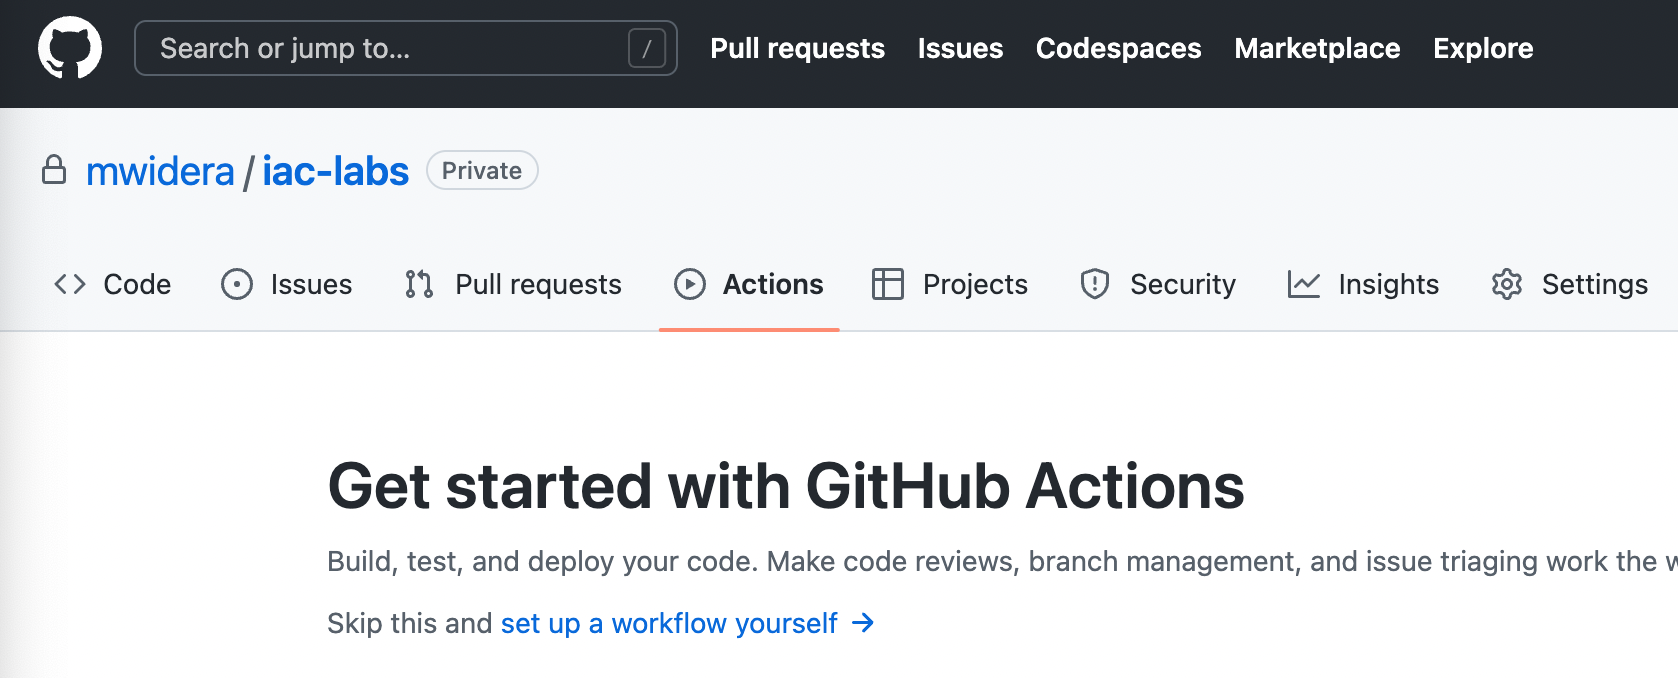 Search or jump to... /
Pull requests Issues Codespaces Marketplace Explore
mwidera / iac-labs Private
Code Issues Pull requests Actions Projects Security Insights Settings
Get started with GitHub Actions
Build, test, and deploy your code. Make code reviews, branch management, and issue triaging work the
Skip this and set up a workflow yourself →